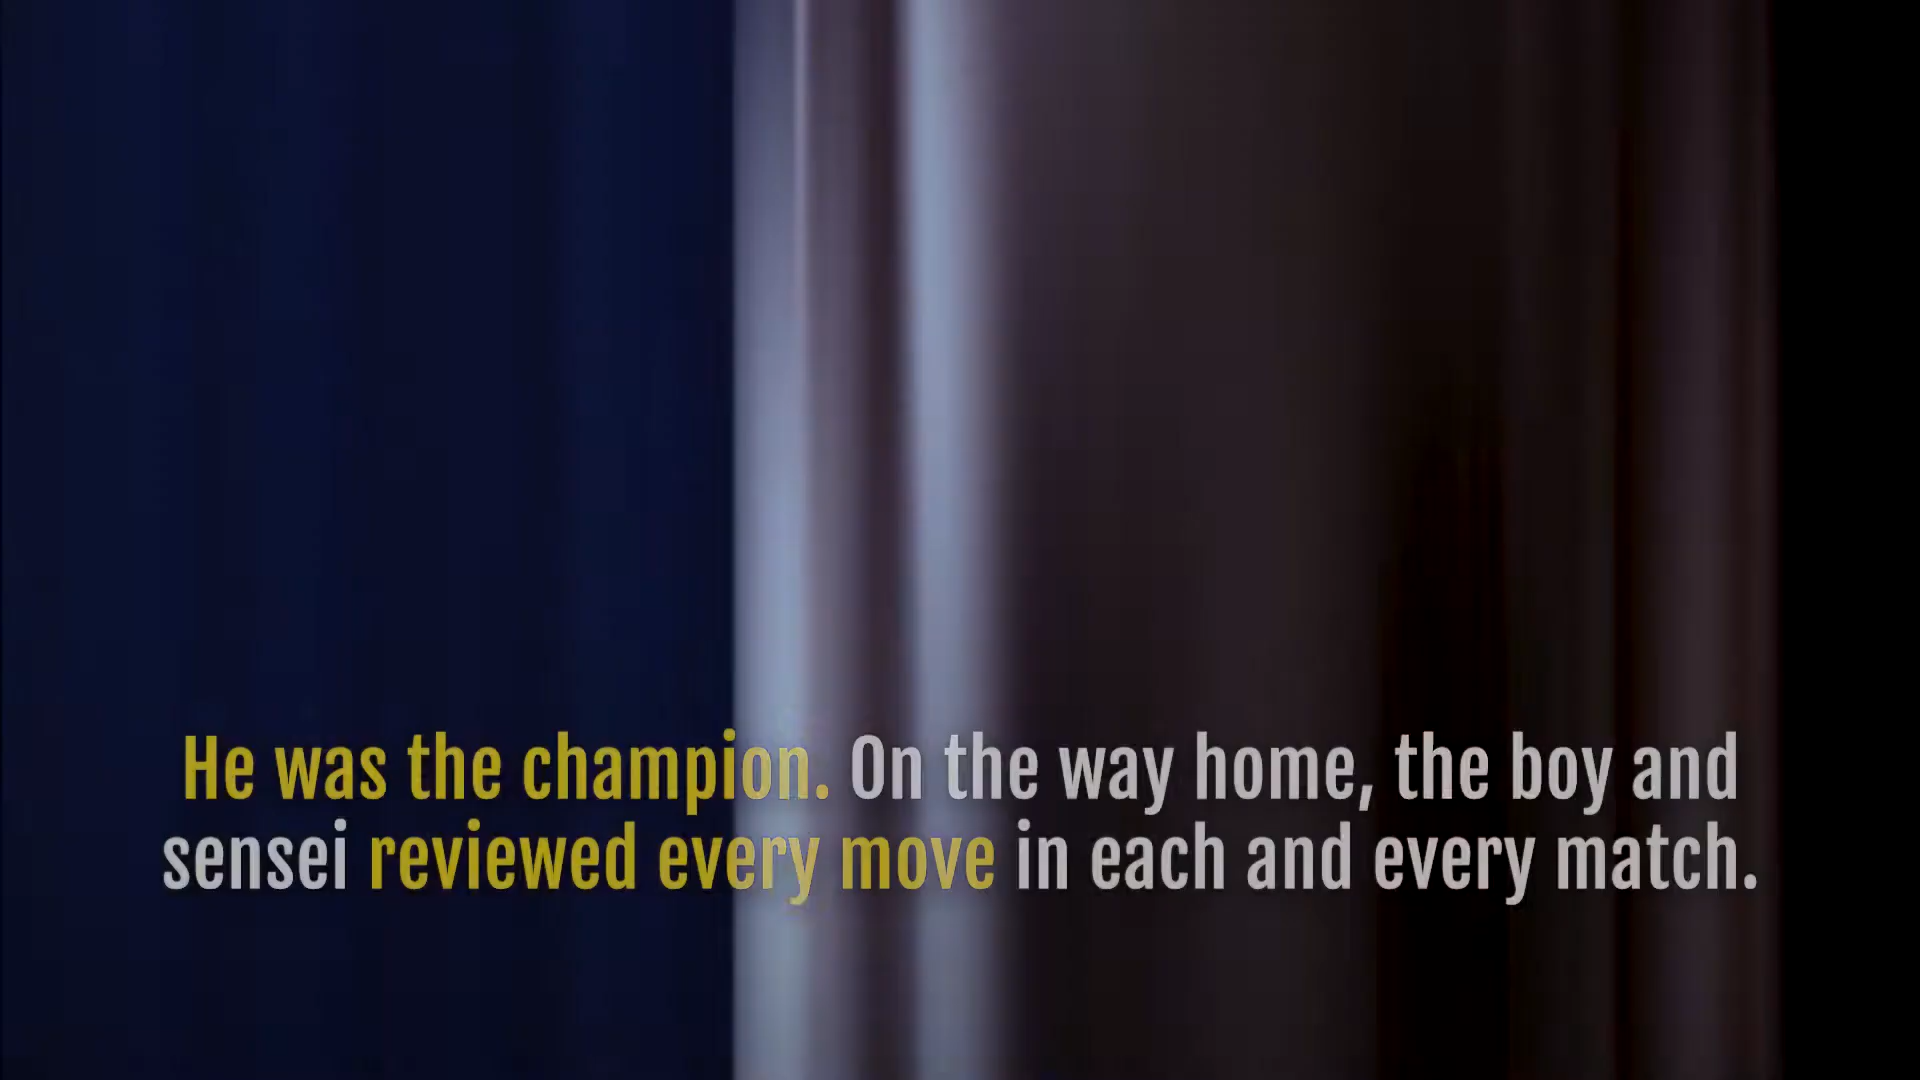 He was the champion. On the way home, the boy and
sensei reviewed every move in each and every match.